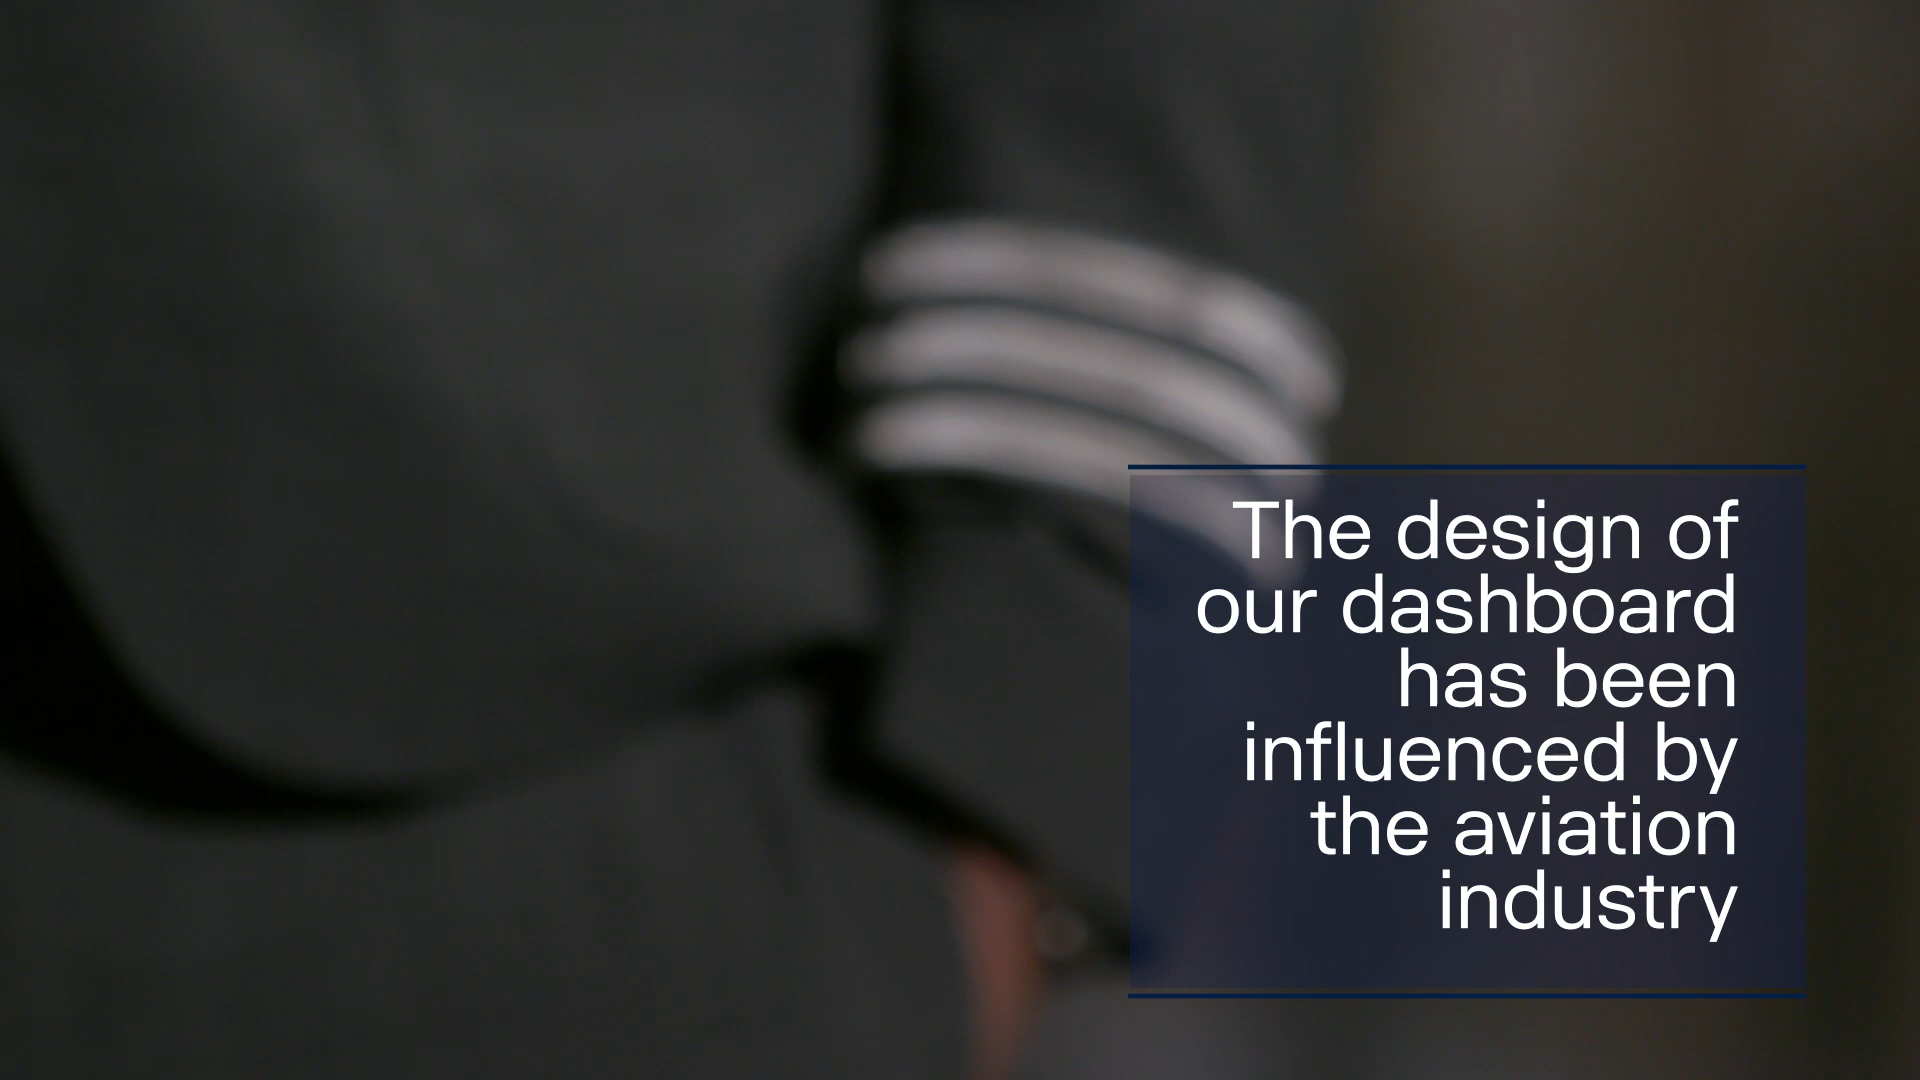 The design of
our dashboard
has been
influenced by
the aviation
industry